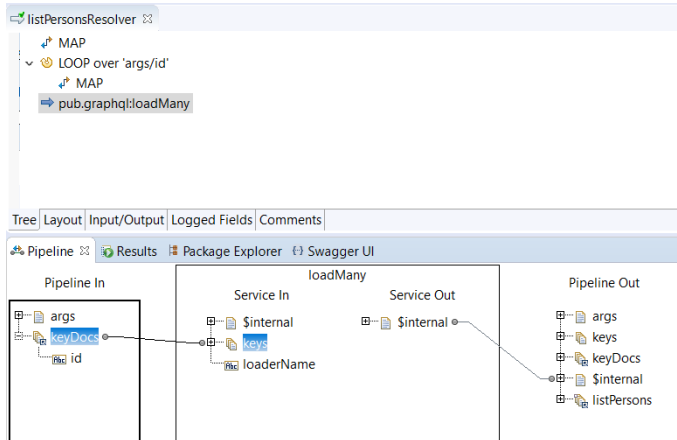 listPersonsResolver
MAP
LOOP over 'args/id'
MAP
pub.graphql:loadMany
Tree Layout Input/Output Logged Fields Comments
Pipeline Results Package Explorer Swagger UI
loadMany
Pipeline In Service In Service Out Pipeline Out
args $internal $internal args
keyDocs keys keys
Abc id Abc loaderName keyDocs
$internal
listPersons